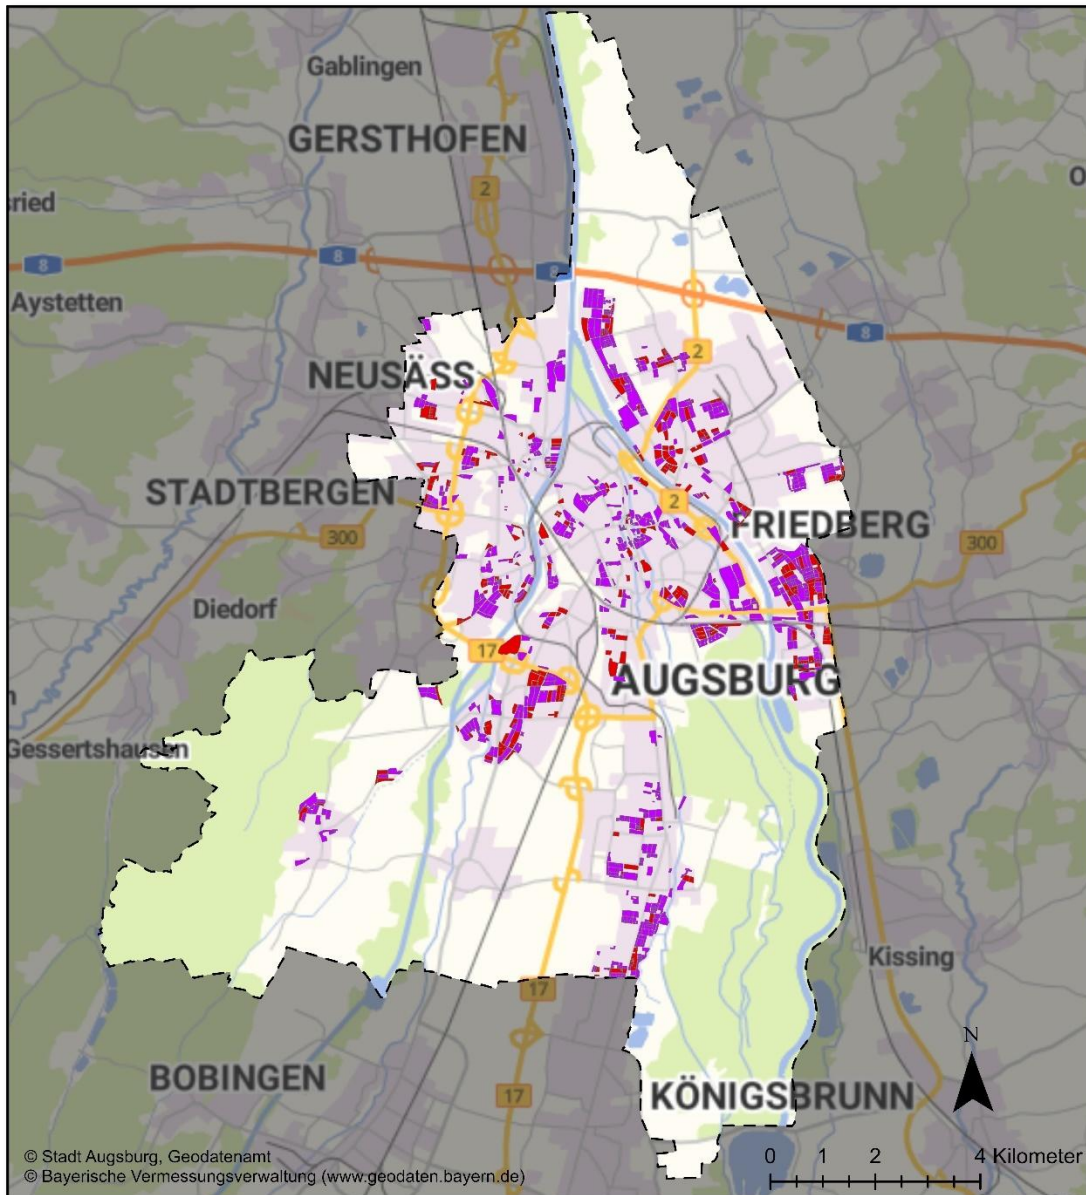 Gablingen
GERSTHOFEN
2
sried
O
8
8
8
Aystetten
2
NEUSÄSS
STADTBERGEN
2
FRIEDBERG
300
300
Diedorf
17
AUGSBURG
n
Gessertshausen
Kissing
17
N
BOBINGEN
17
KÖNIGSBRUNN
© Stadt Augsburg, Geodatenamt
© Bayerische Vermessungsverwaltung (www.geodaten.bayern.de)
0 1 2 4 Kilometer